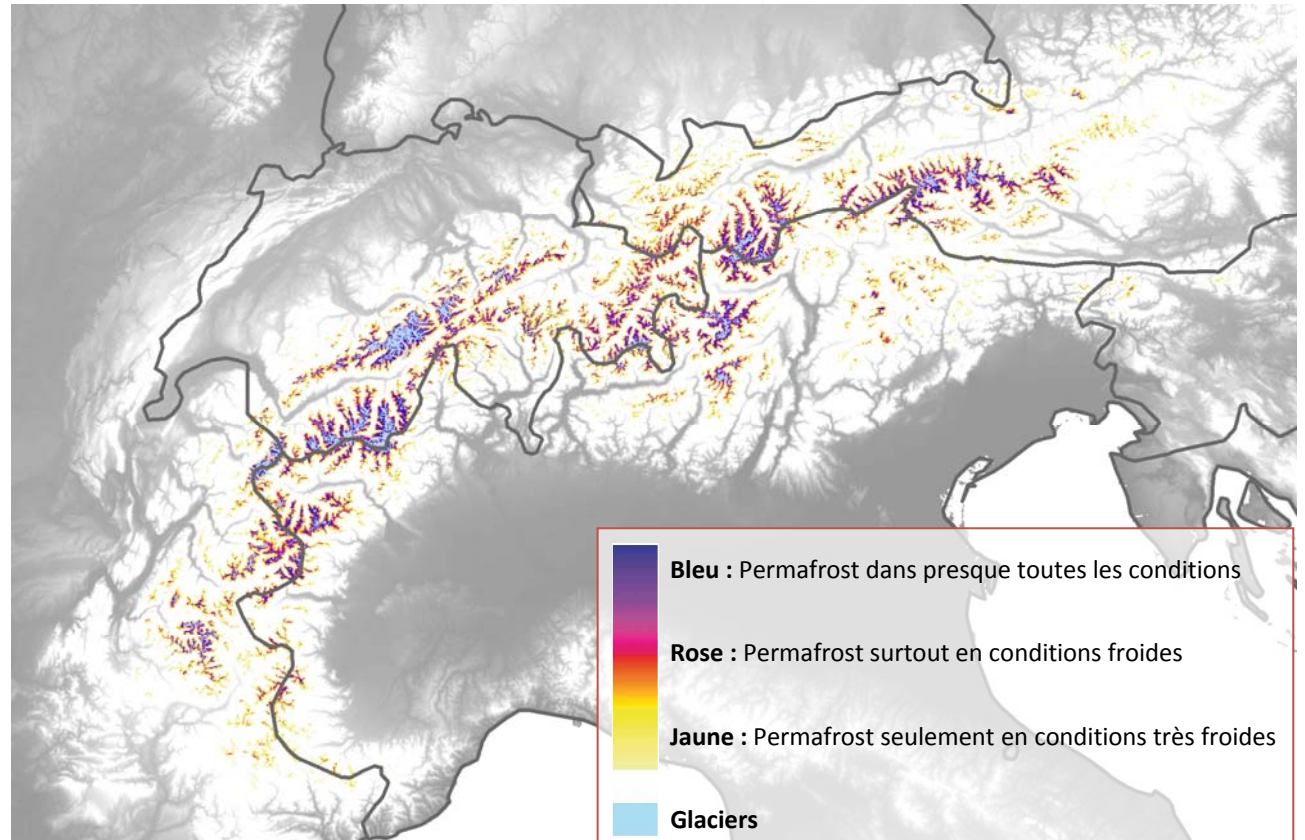 Bleu : Permafrost dans presque toutes les conditions
Rose : Permafrost surtout en conditions froides
Jaune : Permafrost seulement en conditions très froides
Glaciers